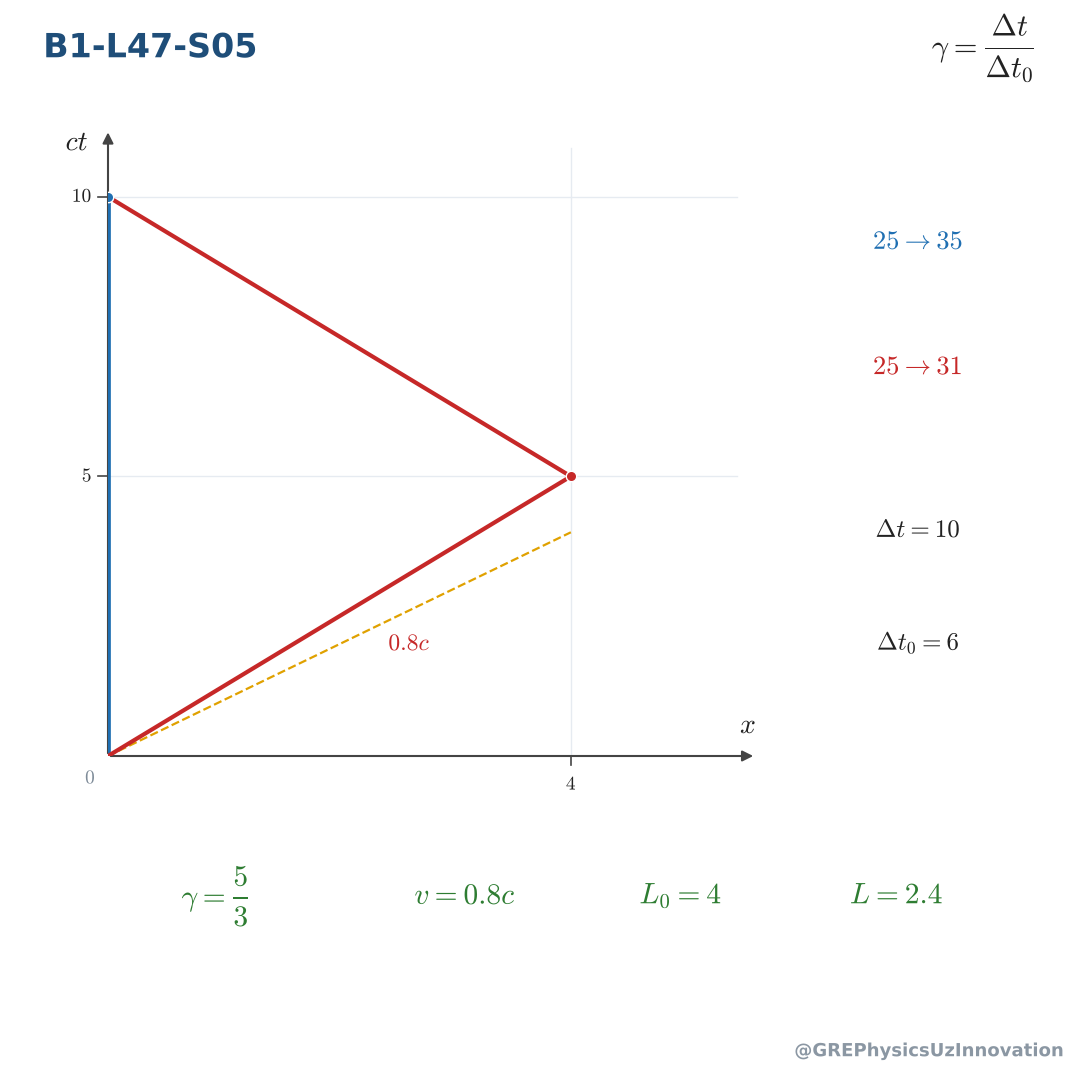 B1-L47-S05
γ = Δt/Δt₀
ct
10
25 → 35
25 → 31
5
Δt = 10
0.8c
Δt₀ = 6
x
0
4
γ = 5/3
v = 0.8c
L₀ = 4
L = 2.4
@GREPhysicsUzInnovation